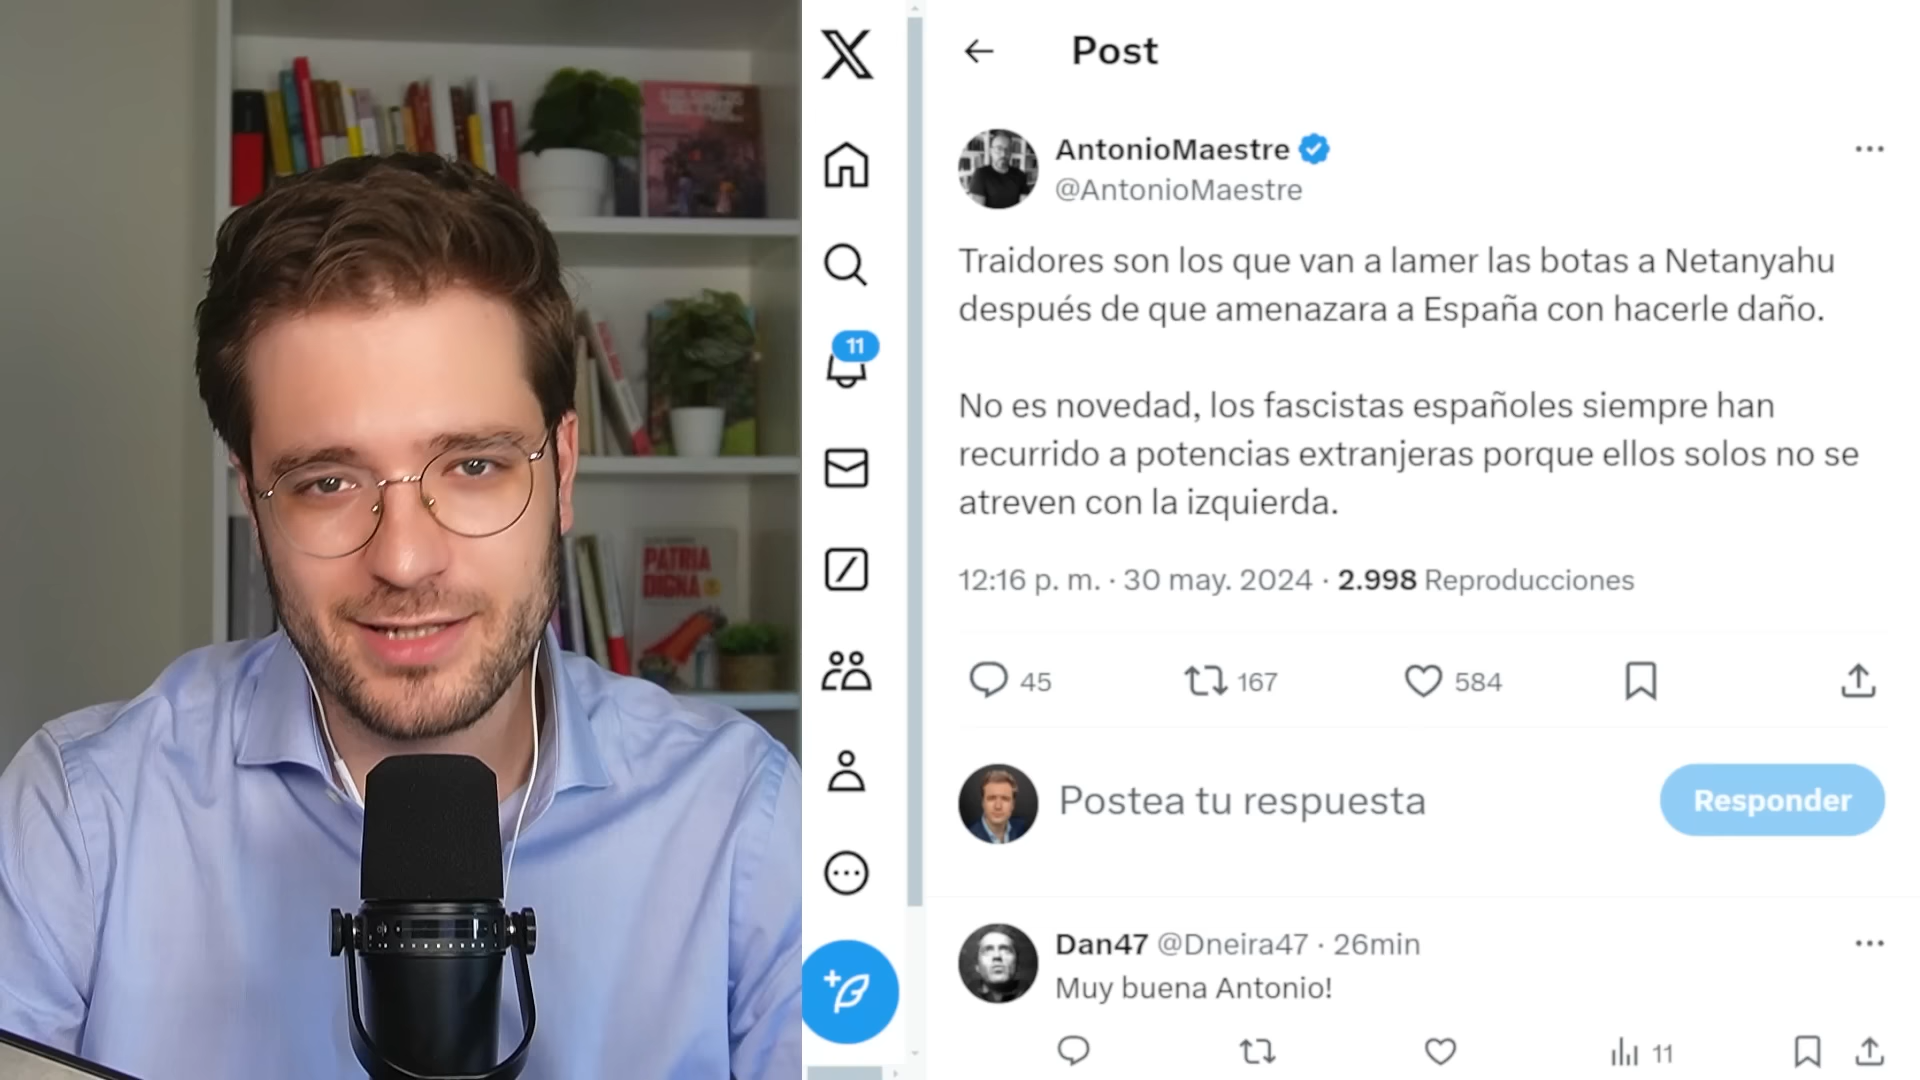 PATRIA
DIGNA
Post
AntonioMaestre
@AntonioMaestre
Traidores son los que van a lamer las botas a Netanyahu
después de que amenazara a España con hacerle daño.
No es novedad, los fascistas españoles siempre han
recurrido a potencias extranjeras porque ellos solos no se
atreven con la izquierda.
12:16 p. m. · 30 may. 2024 · 2.998 Reproducciones
45 167 584
11
Postea tu respuesta
Responder
Dan47 @Dneira47 · 26min
Muy buena Antonio!
11